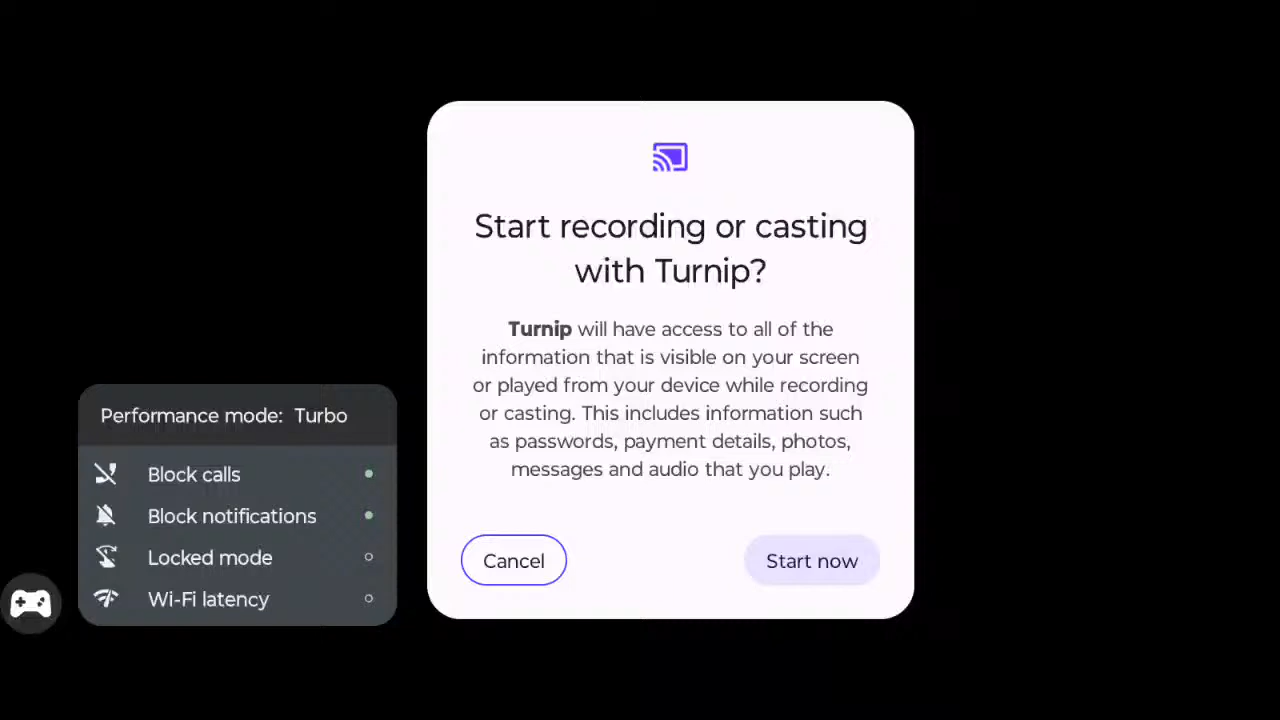 Start recording or casting
with Turnip?
Turnip will have access to all of the
information that is visible on your screen
or played from your device while recording
or casting. This includes information such
as passwords, payment details, photos,
messages and audio that you play.
Cancel
Start now
Performance mode: Turbo
Block calls
Block notifications
Locked mode
Wi-Fi latency